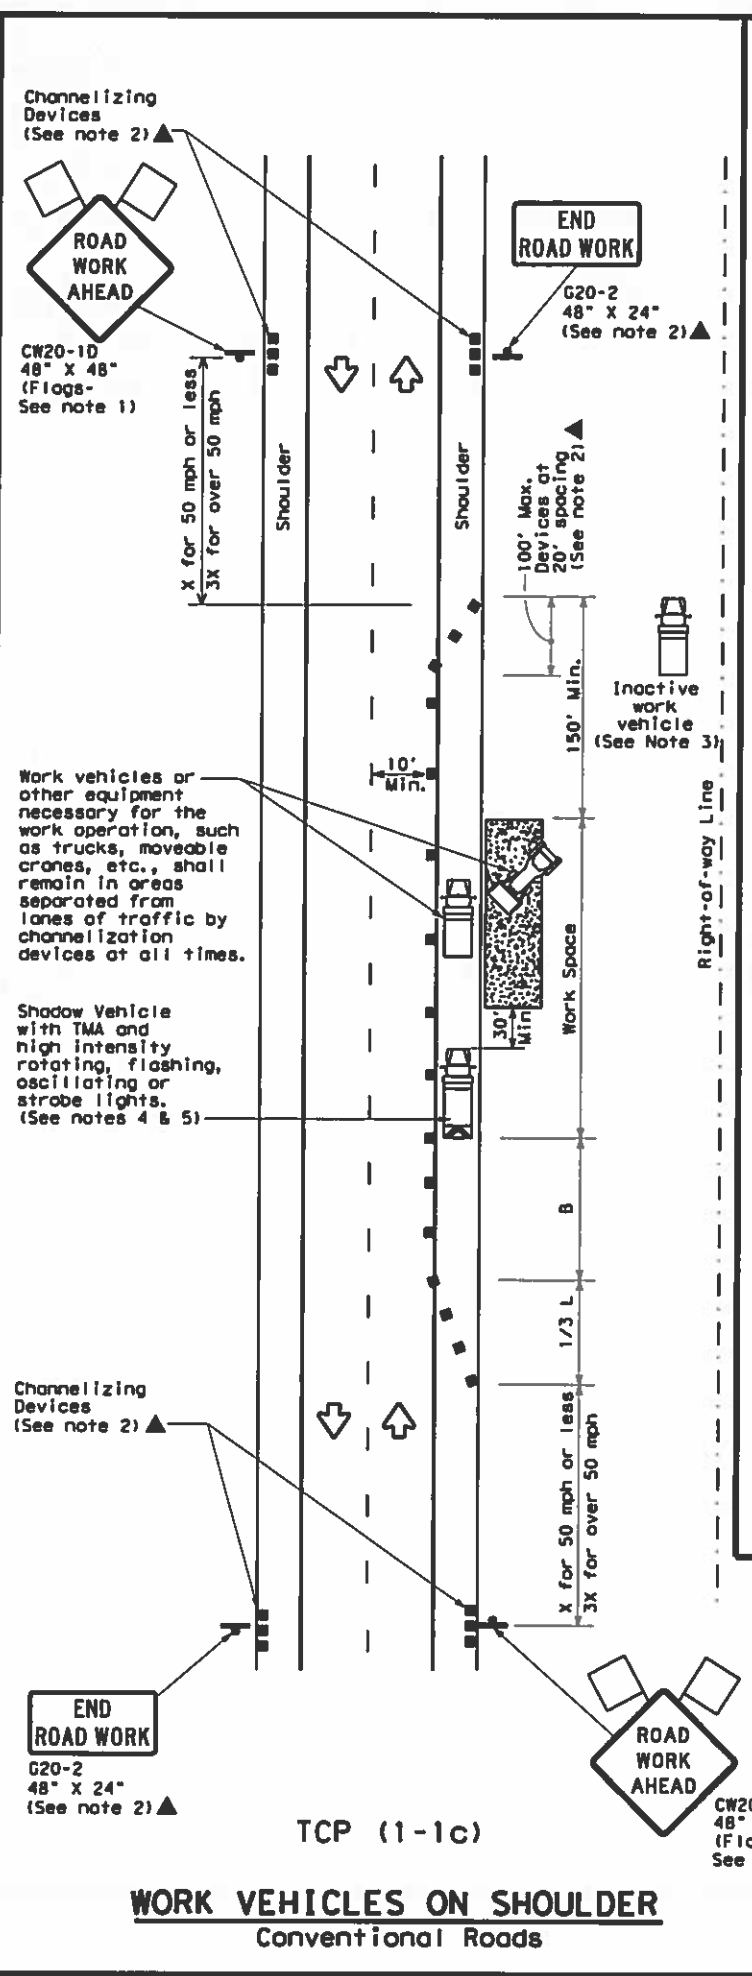 Channelizing
Devices
(See note 2) ▲
ROAD
WORK
AHEAD
CW20-1D
48" X 48"
(Flags-
See note 1)
END
ROAD WORK
G20-2
48" X 24"
(See note 2) ▲
X for 50 mph or less
3X for over 50 mph
Shoulder
Shoulder
100' Max.
Devices at
20' spacing
(See note 2) ▲
150' Min.
Inactive
work
vehicle
(See Note 3)
10'
Min.
Right-of-way Line
Work vehicles or
other equipment
necessary for the
work operation, such
as trucks, moveable
cranes, etc., shall
remain in areas
separated from
lanes of traffic by
channelization
devices at all times.
Work Space
30'
Min
Shadow Vehicle
with TMA and
high intensity
rotating, flashing,
oscillating or
strobe lights.
(See notes 4 & 5)
B
1/3 L
Channelizing
Devices
(See note 2) ▲
X for 50 mph or less
3X for over 50 mph
END
ROAD WORK
G20-2
48" X 24"
(See note 2) ▲
ROAD
WORK
AHEAD
CW20
48"
(Fla
See
TCP (1-1c)
WORK VEHICLES ON SHOULDER
Conventional Roads